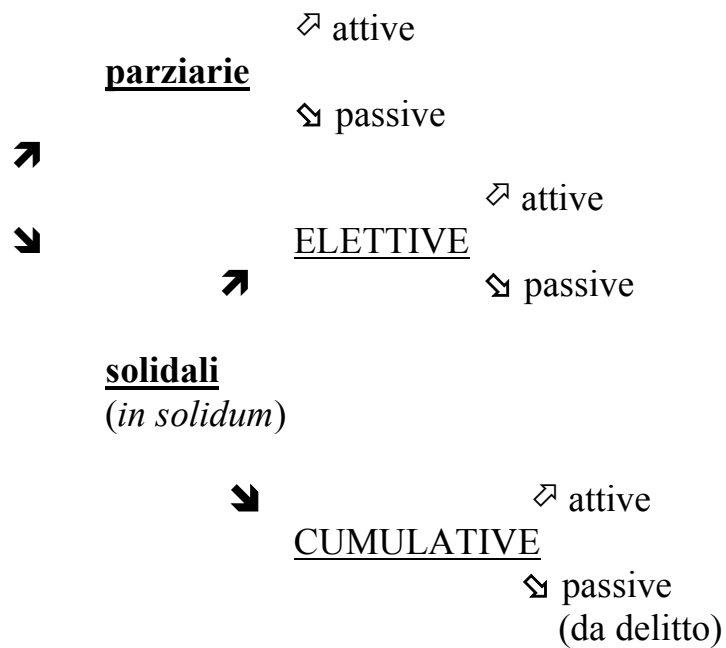 attive
parziarie
passive
attive
ELETTIVE
passive
solidali
(in solidum)
attive
CUMULATIVE
passive
(da delitto)